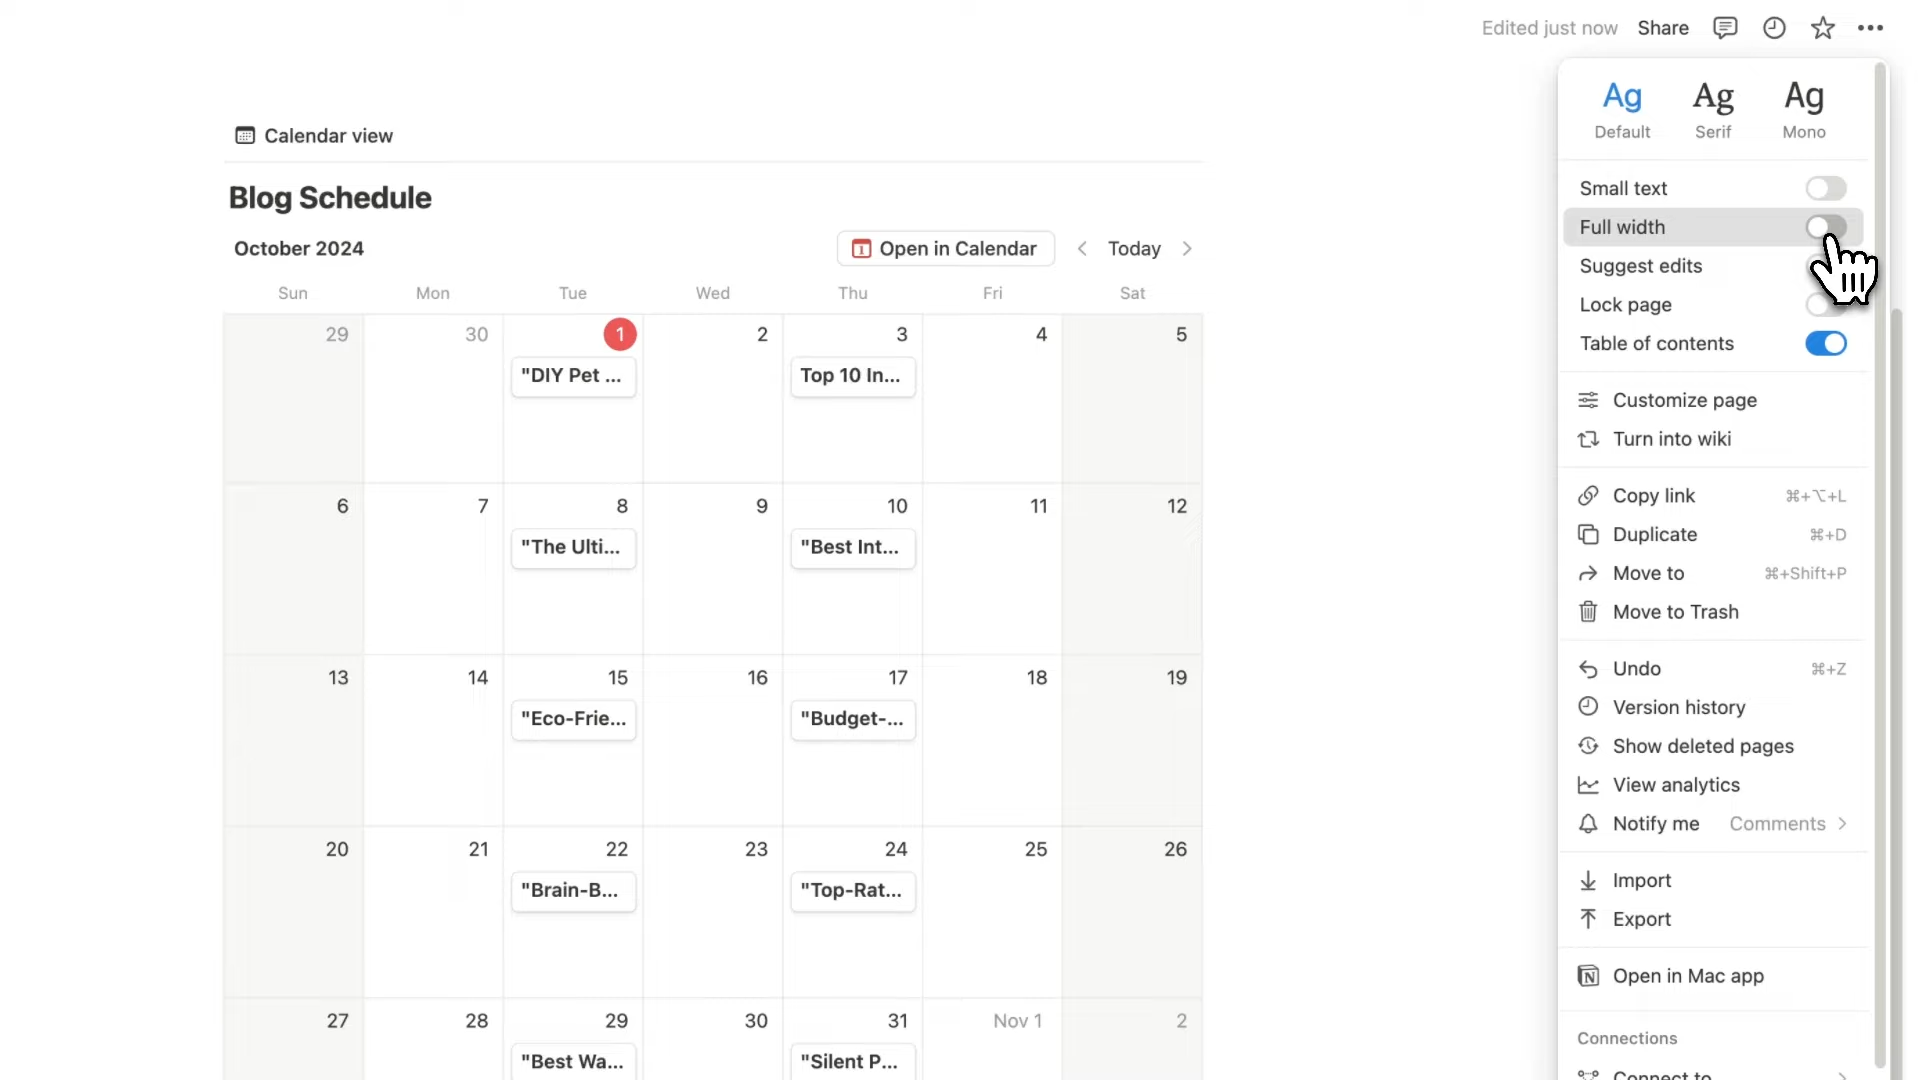 Edited just now Share
Ag Ag Ag
Default Serif Mono
Calendar view
Blog Schedule
October 2024 Open in Calendar Today
Sun Mon Tue Wed Thu Fri Sat
29 30 1 2 3 4 5
"DIY Pet ... Top 10 In...
6 7 8 9 10 11 12
"The Ulti... "Best Int...
13 14 15 16 17 18 19
"Eco-Frie... "Budget-...
20 21 22 23 24 25 26
"Brain-B... "Top-Rat...
27 28 29 30 31 Nov 1 2
"Best Wa... "Silent P...
Small text
Full width
Suggest edits
Lock page
Table of contents
Customize page
Turn into wiki
Copy link ⌘+⌥+L
Duplicate ⌘+D
Move to ⌘+Shift+P
Move to Trash
Undo ⌘+Z
Version history
Show deleted pages
View analytics
Notify me Comments
Import
Export
Open in Mac app
Connections
Connect to